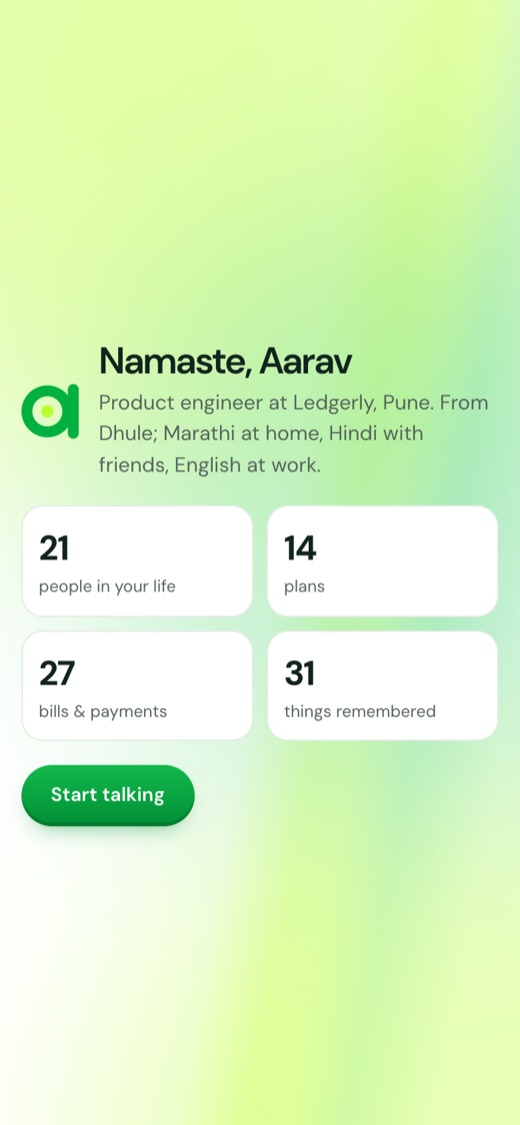 Namaste, Aarav
Product engineer at Ledgerly, Pune. From
Dhule; Marathi at home, Hindi with
friends, English at work.
21
people in your life
14
plans
27
bills & payments
31
things remembered
Start talking